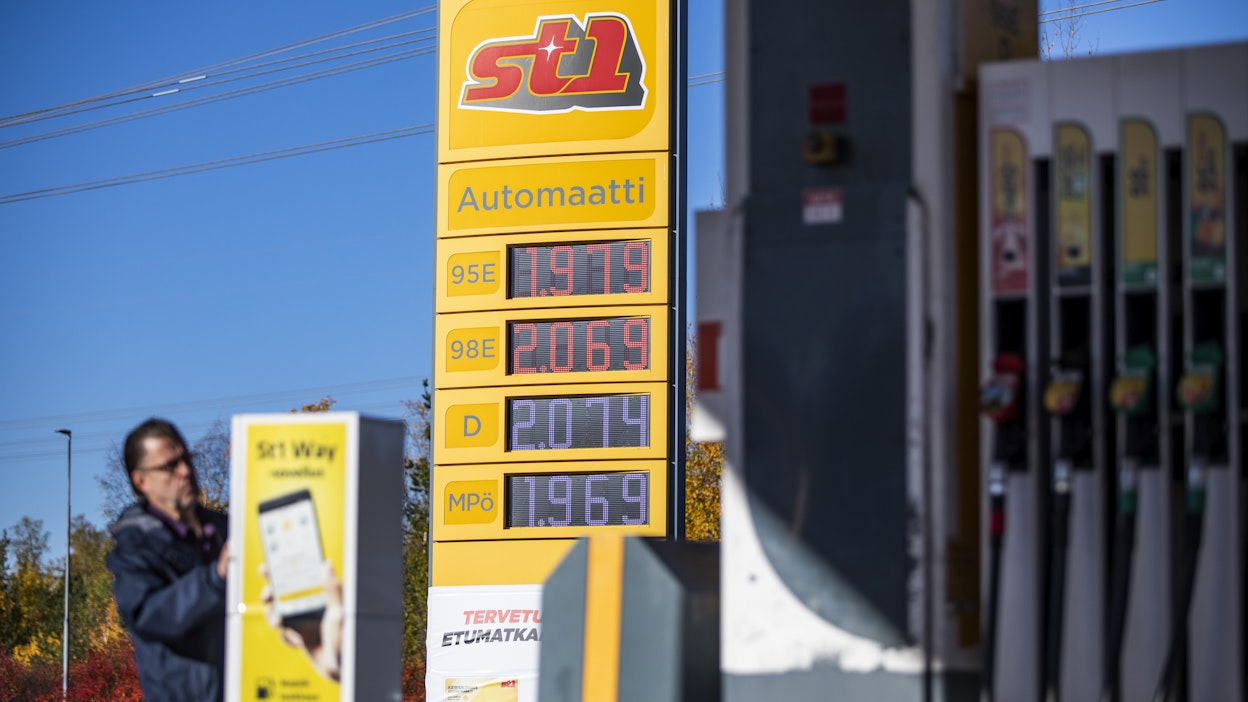 st1
Automaatti
95E 1.979
98E 2.069
D 2.074
MPö 1.969
St1 Way
TERVETU
ETUMATKA